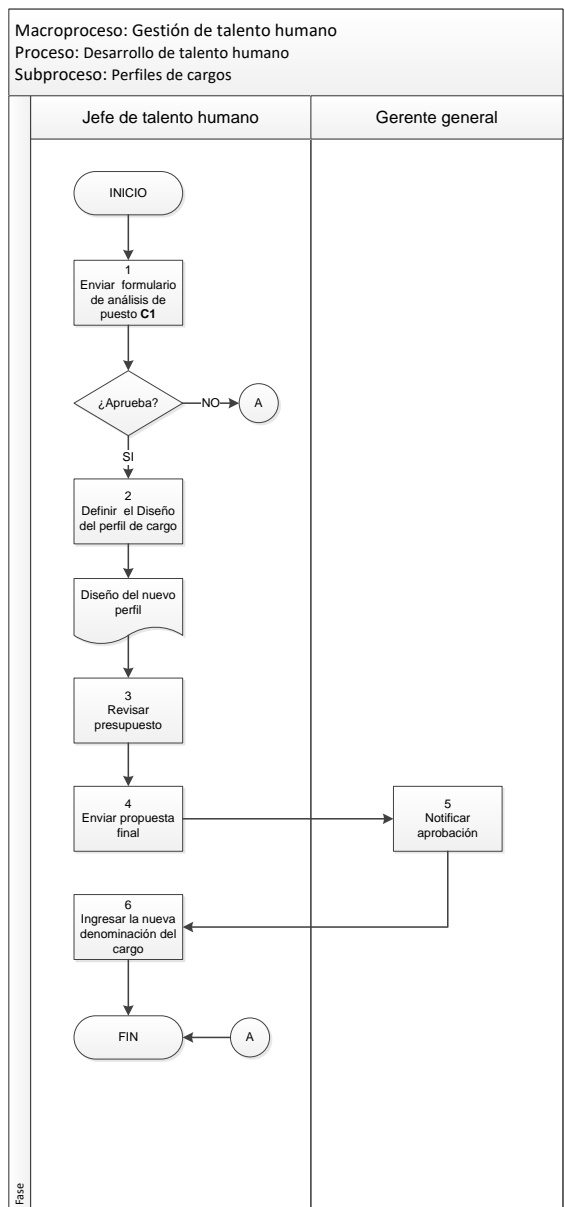 Macroproceso: Gestión de talento humano
Proceso: Desarrollo de talento humano
Subproceso: Perfiles de cargos
Jefe de talento humano
Gerente general
INICIO
1
Enviar formulario
de análisis de
puesto C1
¿Aprueba?
NO
A
SI
2
Definir el Diseño
del perfil de cargo
Diseño del nuevo
perfil
3
Revisar
presupuesto
4
Enviar propuesta
final
5
Notificar
aprobación
6
Ingresar la nueva
denominación del
cargo
FIN
A
Fase